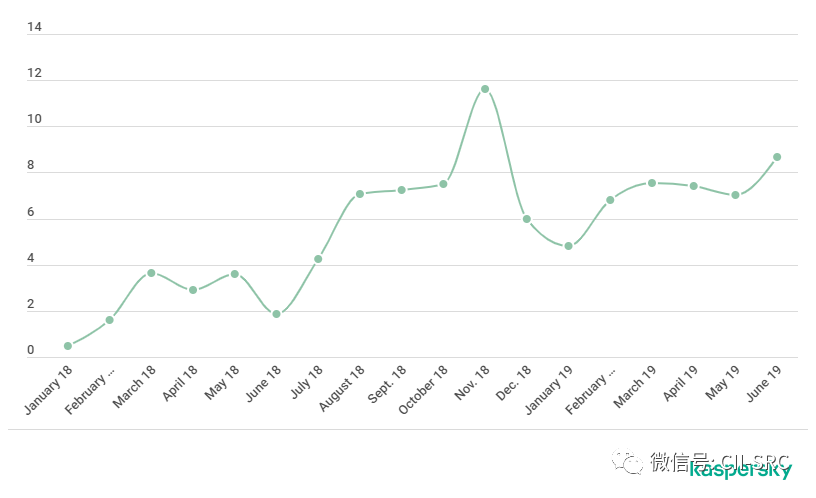 14
12
10
8
6
4
2
0
January 18
February ...
March 18
April 18
May 18
June 18
July 18
August 18
Sept. 18
October 18
Nov. 18
Dec. 18
January 19
February ...
March 19
April 19
May 19
June 19
微信号: CII-SRC
kaspersky